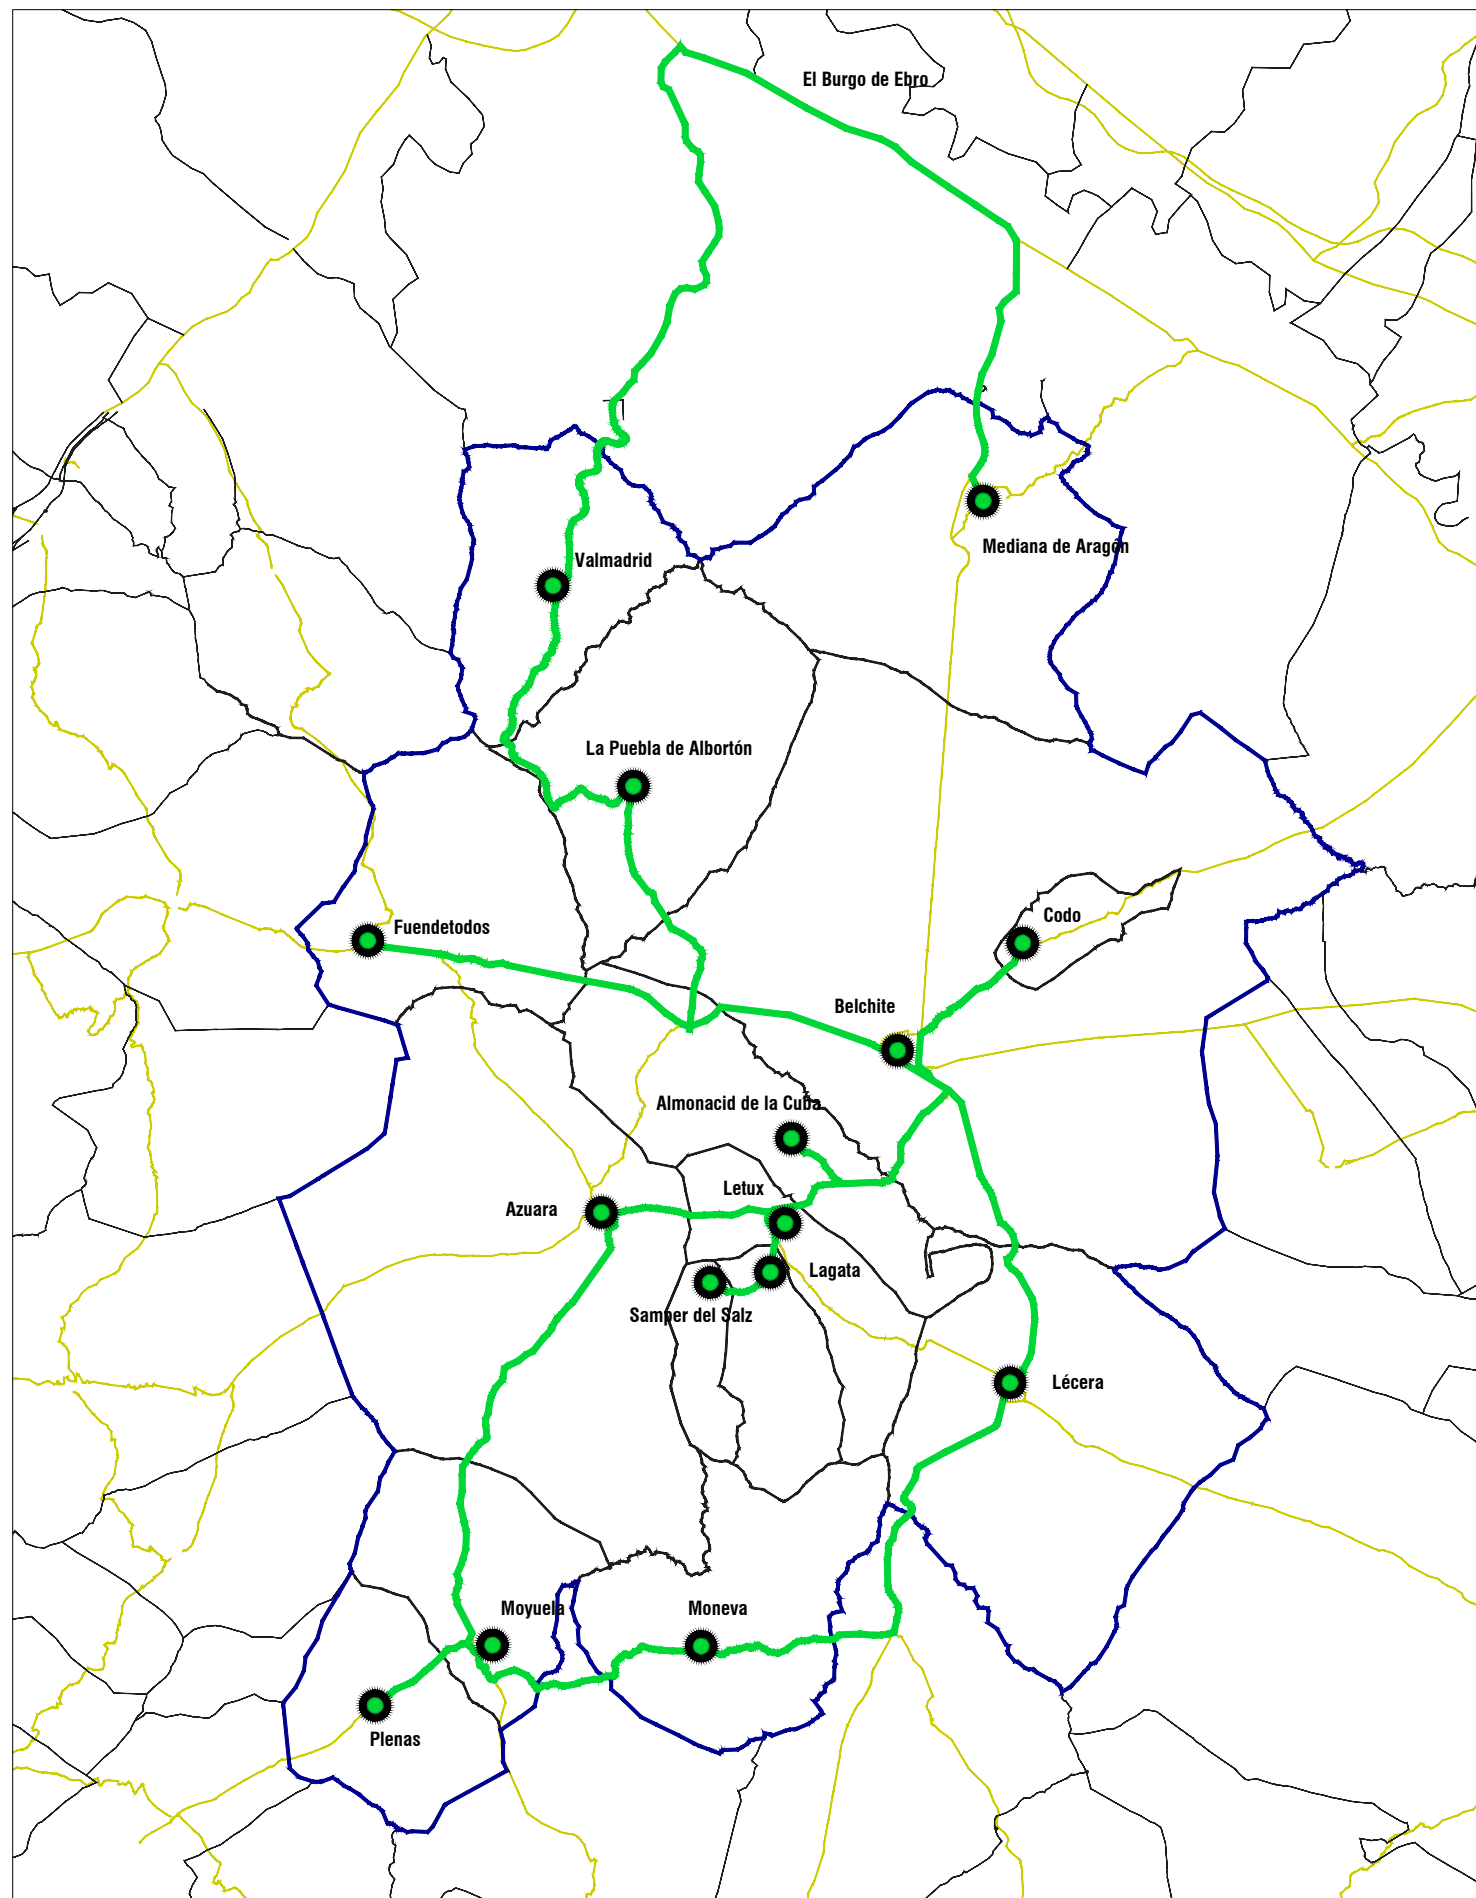 El Burgo de Ebro
Mediana de Aragón
Valmadrid
La Puebla de Albortón
Codo
Fuendetodos
Belchite
Almonacid de la Cuba
Letux
Azuara
Lagata
Samper del Salz
Lécera
Moyuela
Moneva
Plenas